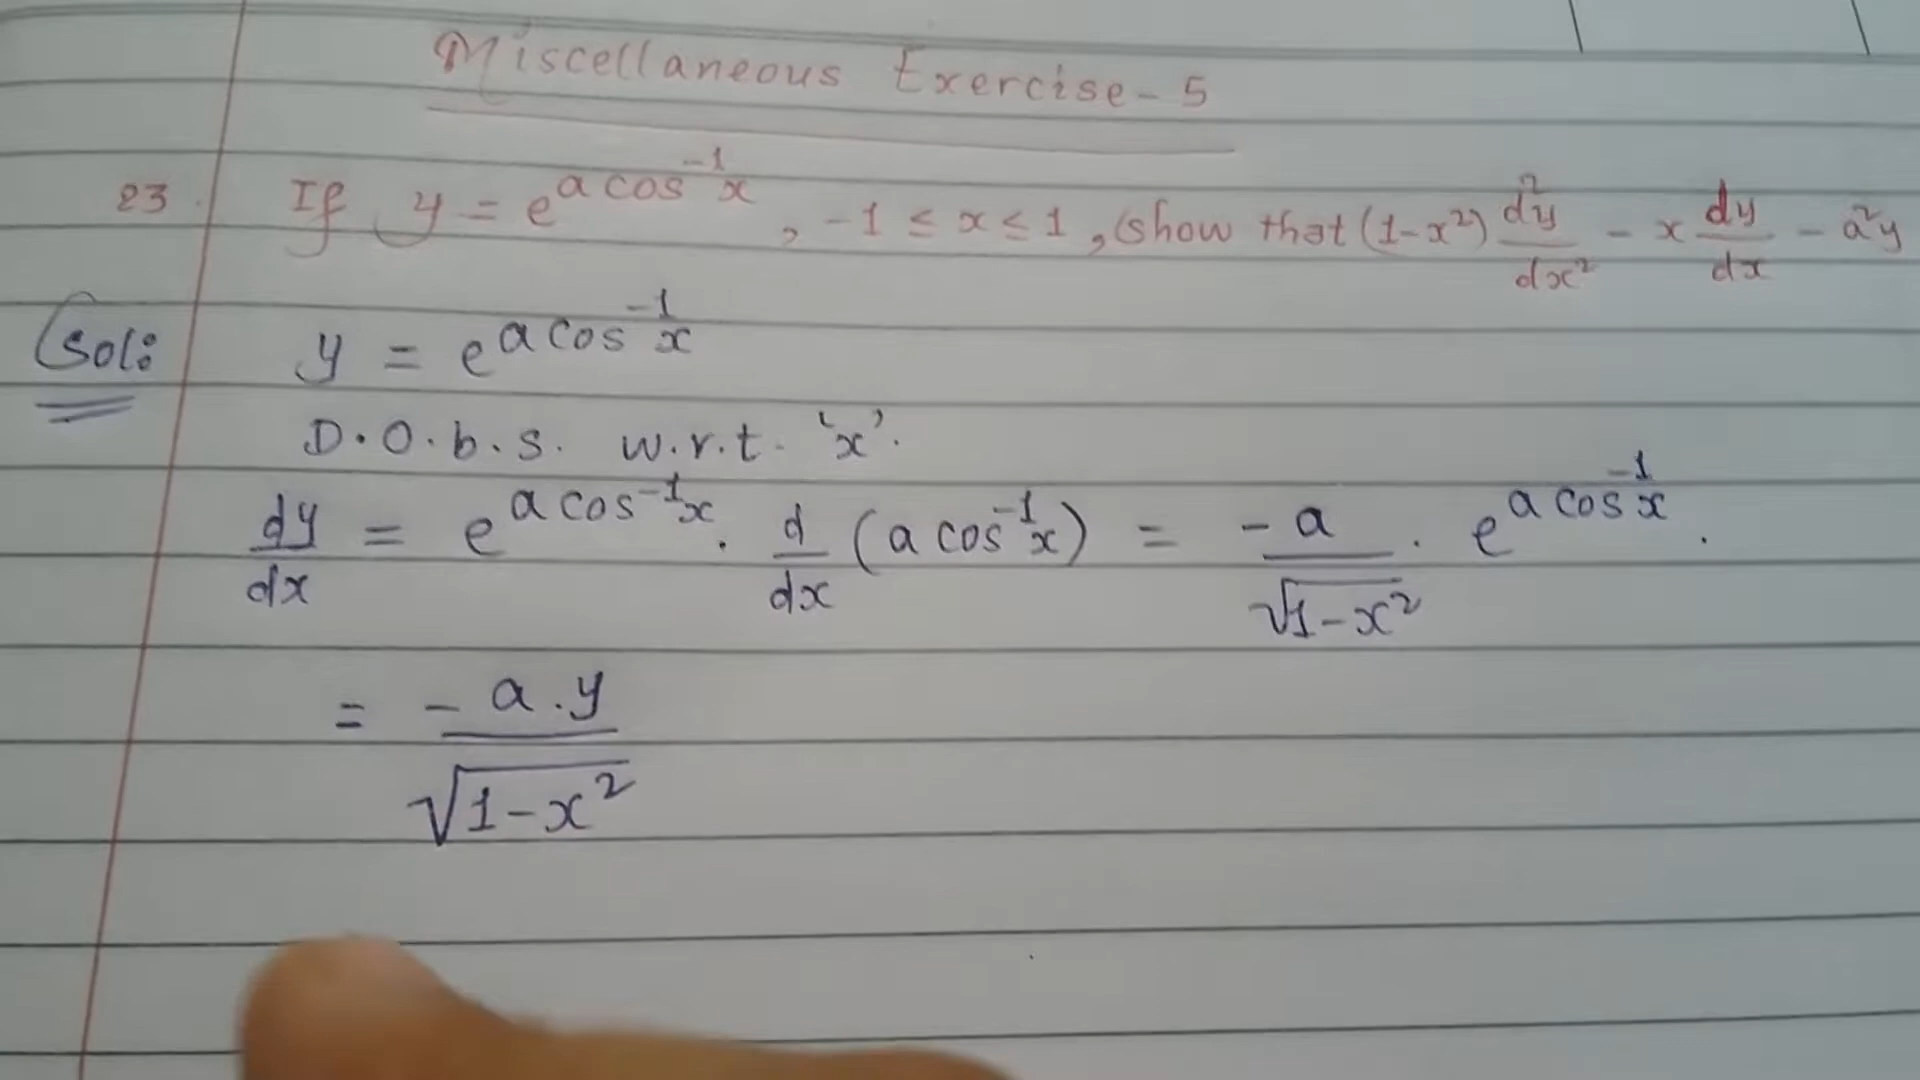 Miscellaneous Exercise - 5
23. If y = e^(a cos⁻¹x), -1 ≤ x ≤ 1, show that (1-x²) d²y/dx² - x dy/dx - a²y
Sol: y = e^(a cos⁻¹x)
D.O.b.s. w.r.t. 'x'.
dy/dx = e^(a cos⁻¹x) . d/dx (a cos⁻¹x) = -a/√(1-x²) . e^(a cos⁻¹x) .
= - a.y/√(1-x²)